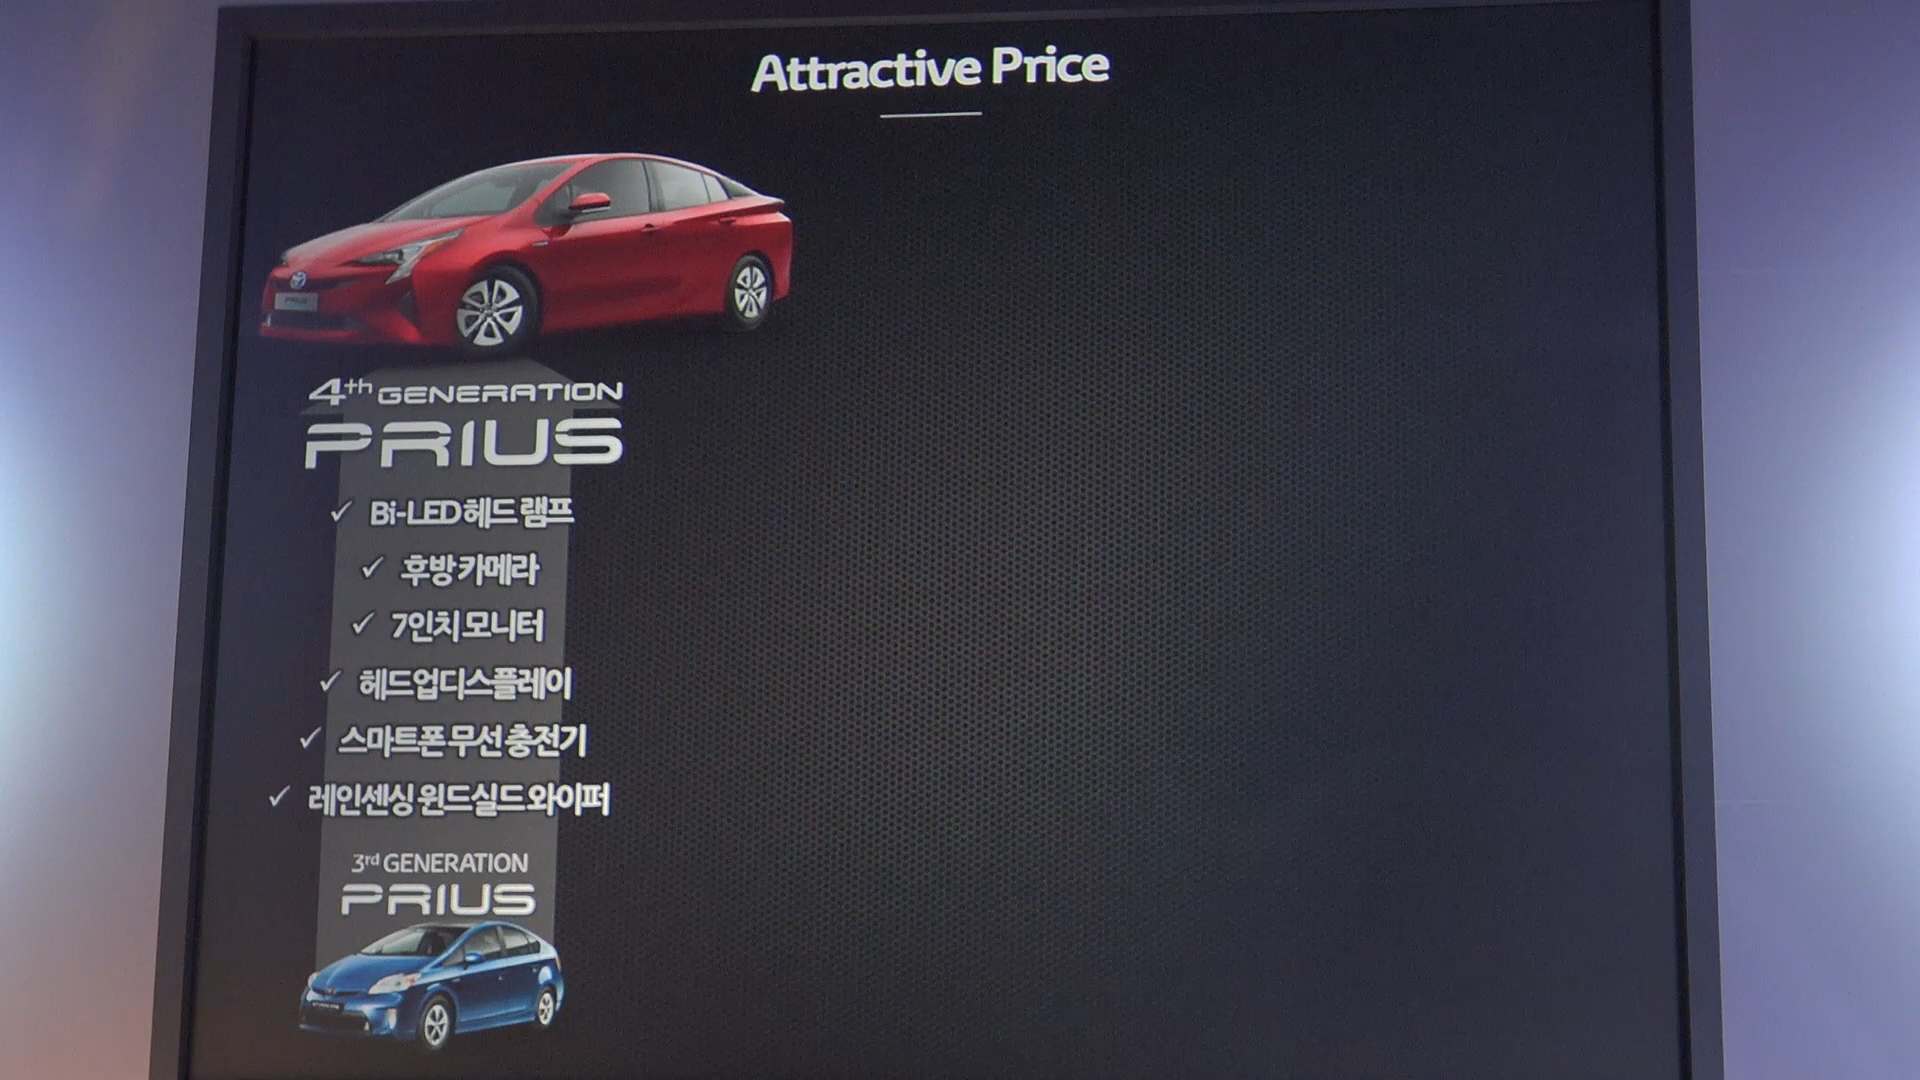 Attractive Price
PRIUS
4th GENERATION
PRIUS
✓ Bi-LED 헤드 램프
✓ 후방 카메라
✓ 7인치 모니터
✓ 헤드업디스플레이
✓ 스마트폰 무선 충전기
✓ 레인센싱 윈드실드 와이퍼
3rd GENERATION
PRIUS